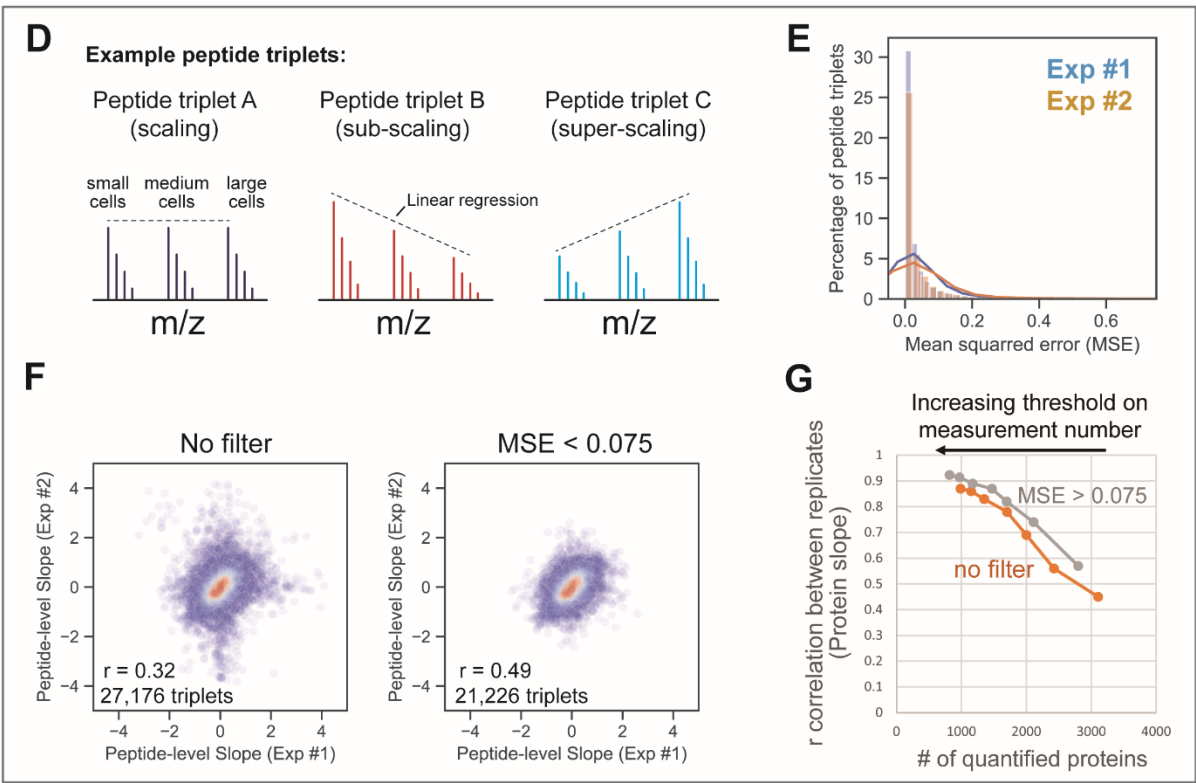 D
Example peptide triplets:
Peptide triplet A
(scaling)
small
cells
medium
cells
large
cells
m/z
Peptide triplet B
(sub-scaling)
Linear regression
m/z
Peptide triplet C
(super-scaling)
m/z
E
Percentage of peptide triplets
30
25
20
15
10
5
0
Exp #1
Exp #2
0.0 0.2 0.4 0.6
Mean squarred error (MSE)
F
No filter
Peptide-level Slope (Exp #2)
4
2
0
−2
−4
r = 0.32
27,176 triplets
−4 −2 0 2 4
Peptide-level Slope (Exp #1)
MSE < 0.075
Peptide-level Slope (Exp #2)
4
2
0
−2
−4
r = 0.49
21,226 triplets
−4 −2 0 2 4
Peptide-level Slope (Exp #1)
G
Increasing threshold on
measurement number
r correlation between replicates
(Protein slope)
1
0.9
0.8
0.7
0.6
0.5
0.4
0.3
0.2
0.1
0
MSE > 0.075
no filter
0 1000 2000 3000 4000
# of quantified proteins